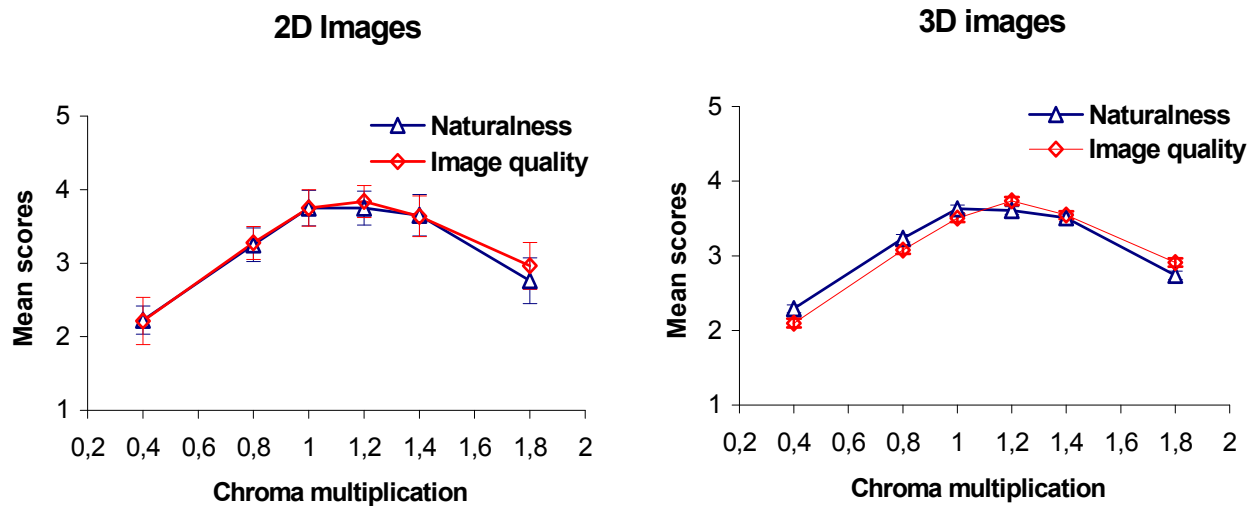 2D Images
Naturalness
Image quality
Mean scores
5
4
3
2
1
0,2 0,4 0,6 0,8 1 1,2 1,4 1,6 1,8 2
Chroma multiplication
3D images
Naturalness
Image quality
Mean scores
5
4
3
2
1
0,2 0,4 0,6 0,8 1 1,2 1,4 1,6 1,8 2
Chroma multiplication